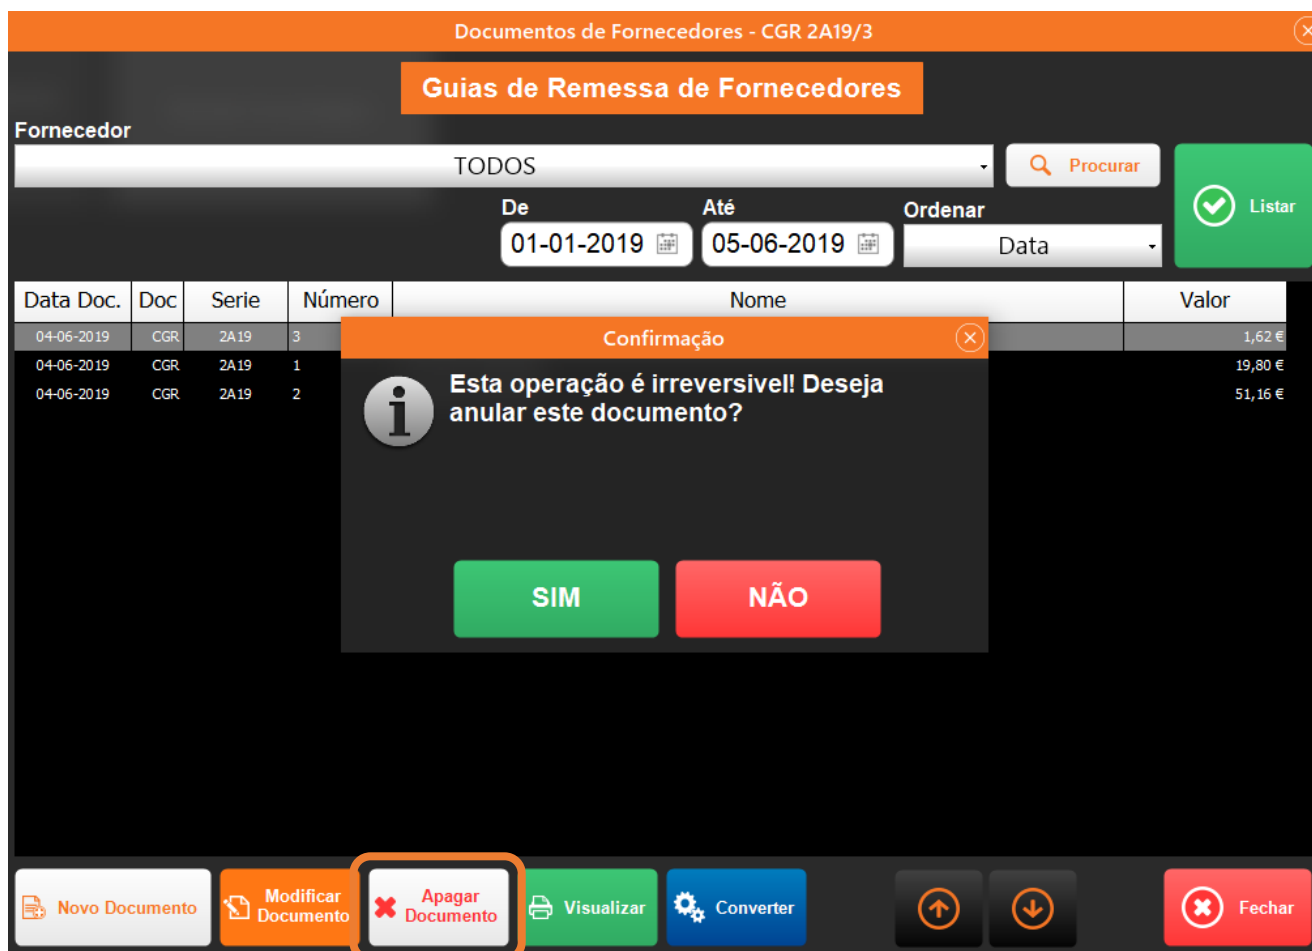 Documentos de Fornecedores - CGR 2A19/3
Guias de Remessa de Fornecedores
Fornecedor
TODOS
Procurar
Listar
De
Até
Ordenar
01-01-2019
05-06-2019
Data
Data Doc. Doc Serie Número Nome Valor
04-06-2019 CGR 2A19 3 1,62 €
04-06-2019 CGR 2A19 1 19,80 €
04-06-2019 CGR 2A19 2 51,16 €
Confirmação
Esta operação é irreversivel! Deseja
anular este documento?
SIM
NÃO
Novo Documento
Modificar
Documento
Apagar
Documento
Visualizar
Converter
Fechar